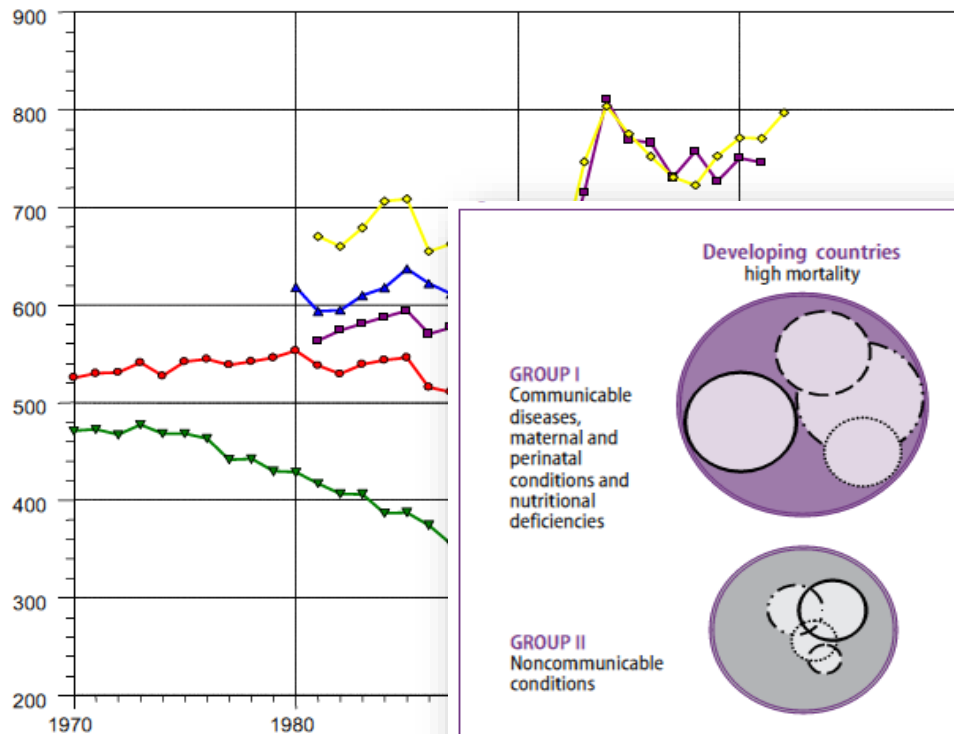 900
800
700
600
500
400
300
200
1970
1980
Developing countries
high mortality
GROUP I
Communicable
diseases,
maternal and
perinatal
conditions and
nutritional
deficiencies
GROUP II
Noncommunicable
conditions